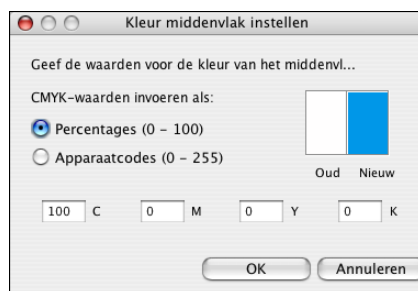 Kleur middenvlak instellen
Geef de waarden voor de kleur van het middenvl...
CMYK-waarden invoeren als:
Percentages (0 – 100)
Apparaatcodes (0 – 255)
Oud Nieuw
100 C 0 M 0 Y 0 K
OK Annuleren